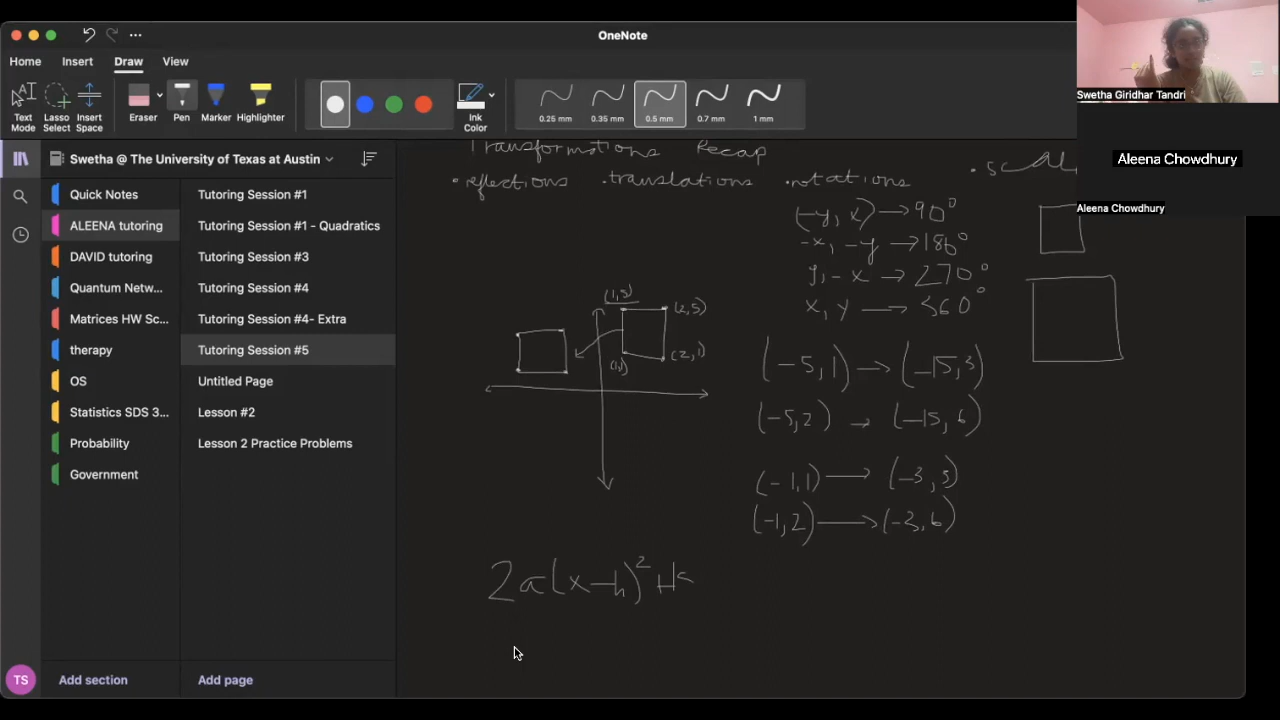 OneNote
Home Insert Draw View
Text Mode
Lasso Select
Insert Space
Eraser
Pen
Marker
Highlighter
Ink Color
0.25 mm
0.35 mm
0.5 mm
0.7 mm
1 mm
Swetha Giridhar Tandri
Aleena Chowdhury
Aleena Chowdhury
Swetha @ The University of Texas at Austin
Quick Notes
ALEENA tutoring
DAVID tutoring
Quantum Netw...
Matrices HW Sc...
therapy
OS
Statistics SDS 3...
Probability
Government
Tutoring Session #1
Tutoring Session #1 - Quadratics
Tutoring Session #3
Tutoring Session #4
Tutoring Session #4- Extra
Tutoring Session #5
Untitled Page
Lesson #2
Lesson 2 Practice Problems
Transformations Recap
•reflections •translations •rotations
(-y, x) → 90°
-x, -y → 180°
y, -x → 270°
x, y → 360°
(1,5) (2,5)
(1,1) (2,1)
(-5, 1) → (-15, 3)
(-5,2) → (-15, 6)
(-1,1) → (-3, 3)
(-1,2) → (-3, 6)
2a(x-h)²+k
TS
Add section
Add page